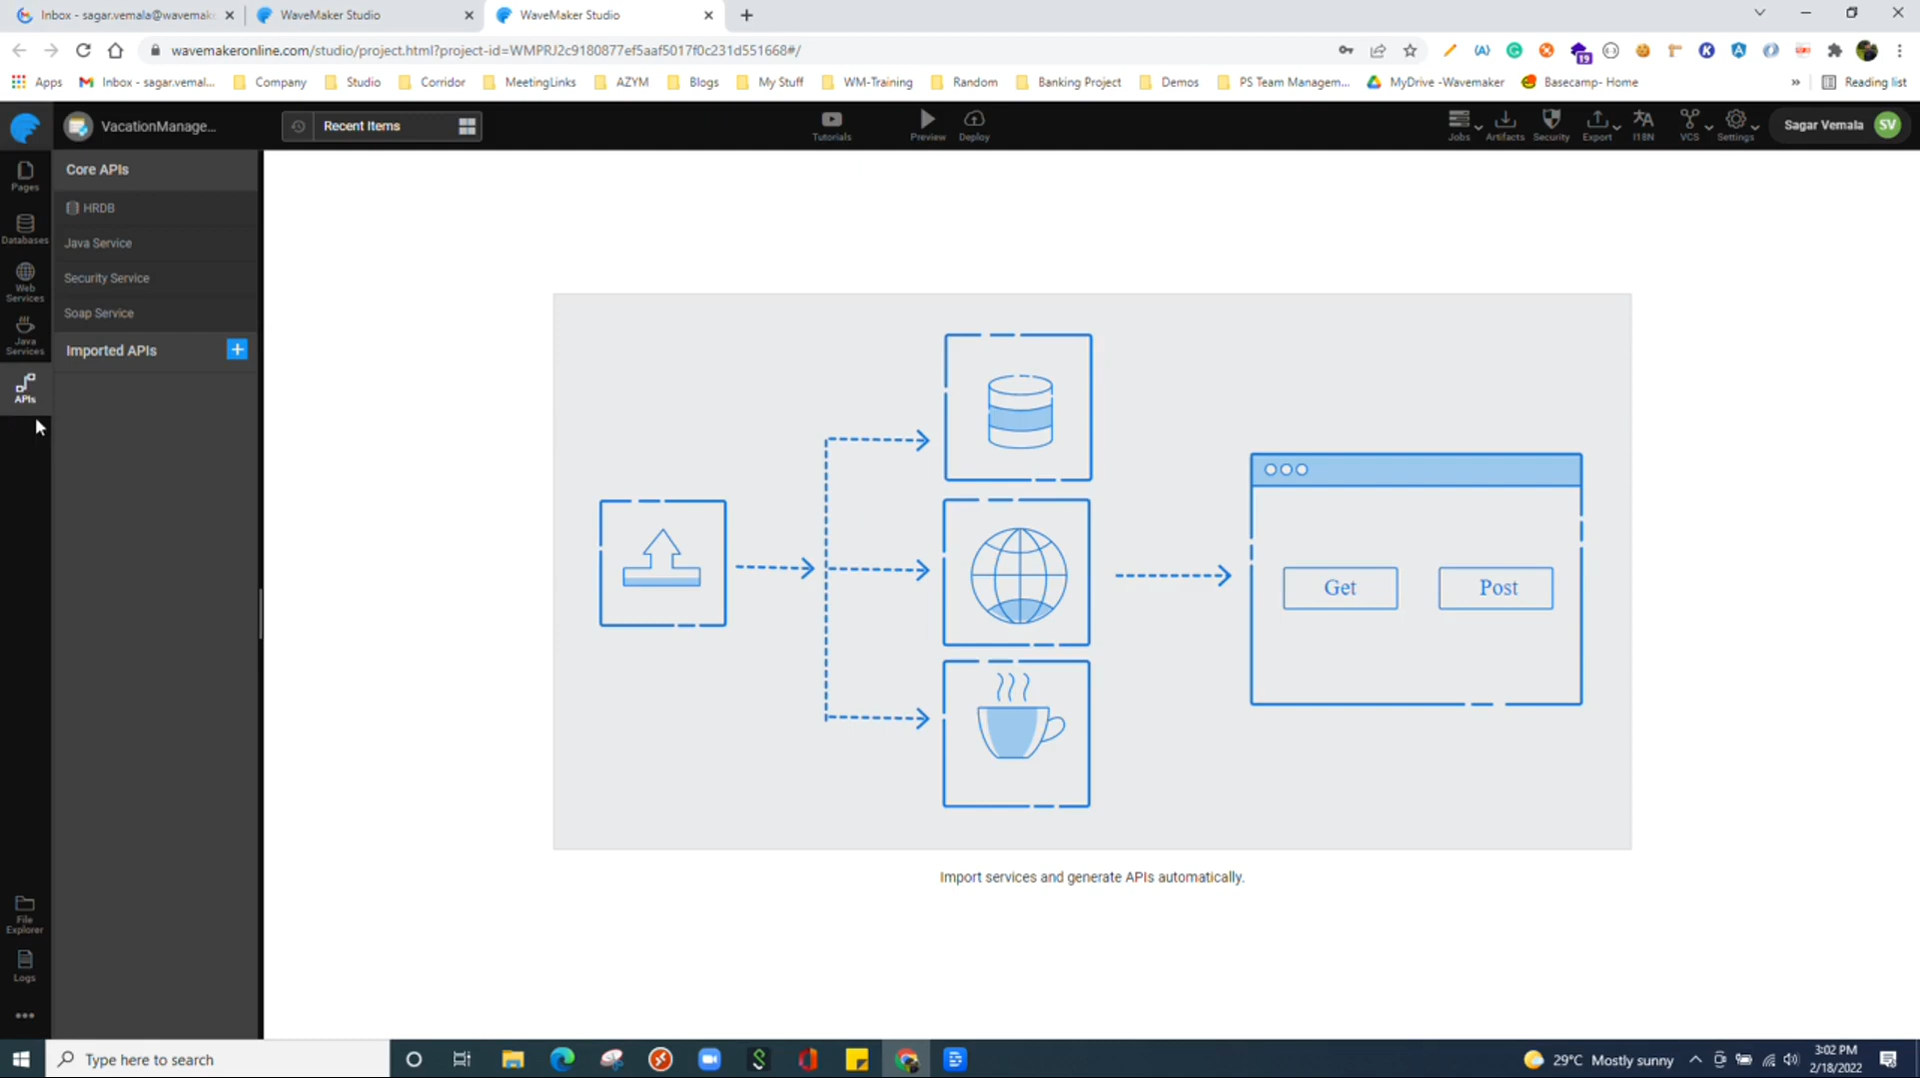 Inbox - sagar.vemala@wavemak
WaveMaker Studio
WaveMaker Studio
wavemakeronline.com/studio/project.html?project-id=WMPRJ2c9180877ef5aaf5017f0c231d551668#/
19
Apps
Inbox - sagar.vemal...
Company
Studio
Corridor
MeetingLinks
AZYM
Blogs
My Stuff
WM-Training
Random
Banking Project
Demos
PS Team Managem...
MyDrive -Wavemaker
Basecamp- Home
»
Reading list
VacationManage...
Recent Items
Tutorials
Preview
Deploy
Jobs
Artifacts
Security
Export
I18N
VCS
Settings
Sagar Vemala
SV
Pages
Databases
Web
Services
Java
Services
APIs
File
Explorer
Logs
Core APIs
HRDB
Java Service
Security Service
Soap Service
Imported APIs
Get
Post
Import services and generate APIs automatically.
Type here to search
29°C Mostly sunny
3:02 PM
2/18/2022